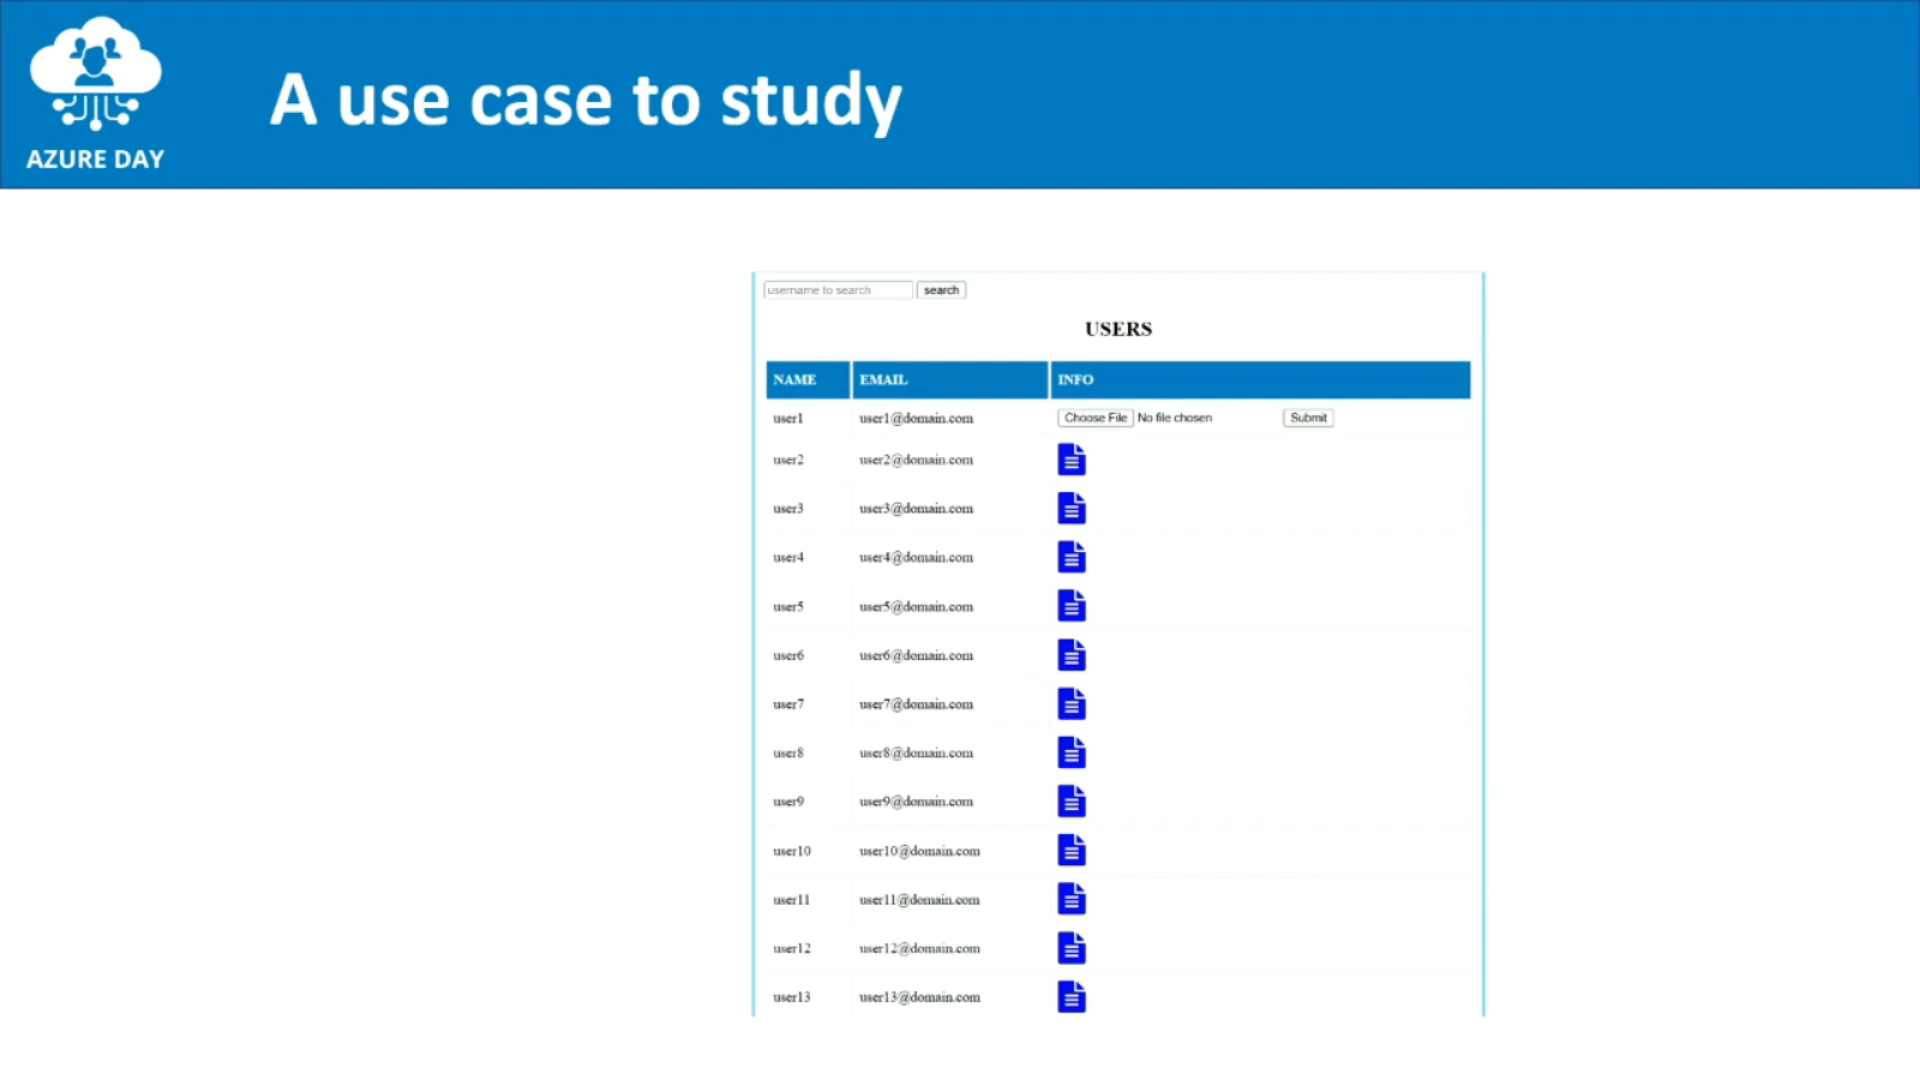 AZURE DAY
A use case to study
username to search search
USERS
NAME EMAIL INFO
user1 user1@domain.com Choose File No file chosen Submit
user2 user2@domain.com
user3 user3@domain.com
user4 user4@domain.com
user5 user5@domain.com
user6 user6@domain.com
user7 user7@domain.com
user8 user8@domain.com
user9 user9@domain.com
user10 user10@domain.com
user11 user11@domain.com
user12 user12@domain.com
user13 user13@domain.com